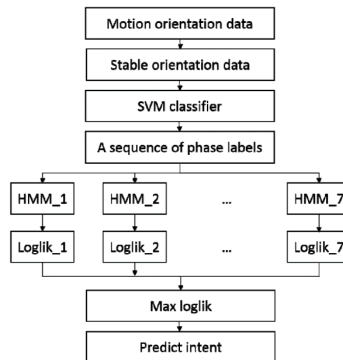 Motion orientation data
Stable orientation data
SVM classifier
A sequence of phase labels
HMM_1 HMM_2 ... HMM_7
Loglik_1 Loglik_2 ... Loglik_7
Max loglik
Predict intent